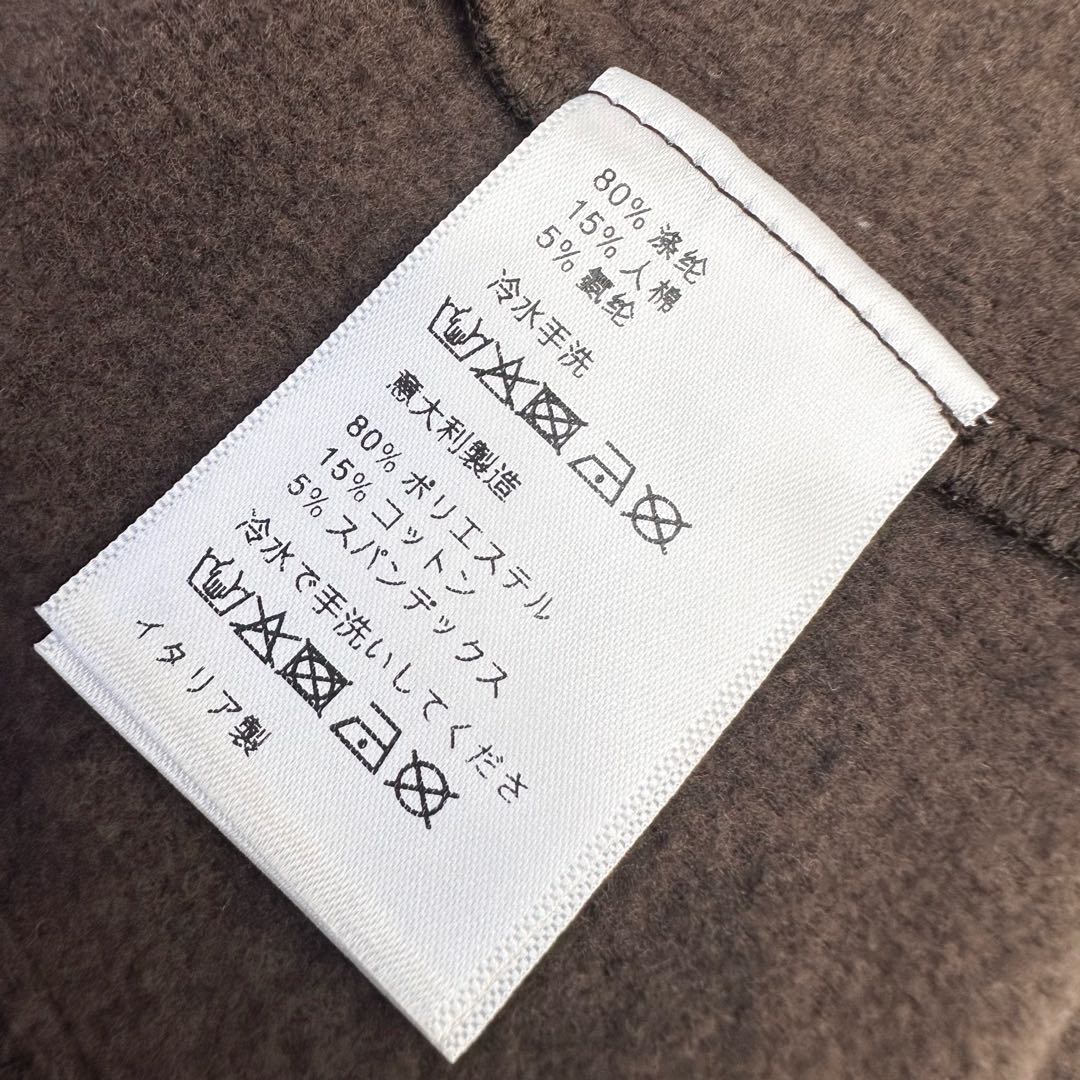 80% 涤纶
15% 人棉
5% 氨纶
冷水手洗
意大利製造
80% ポリエステル
15% コットン
5% スパンデックス
冷水で手洗いしてくださ
イタリア製